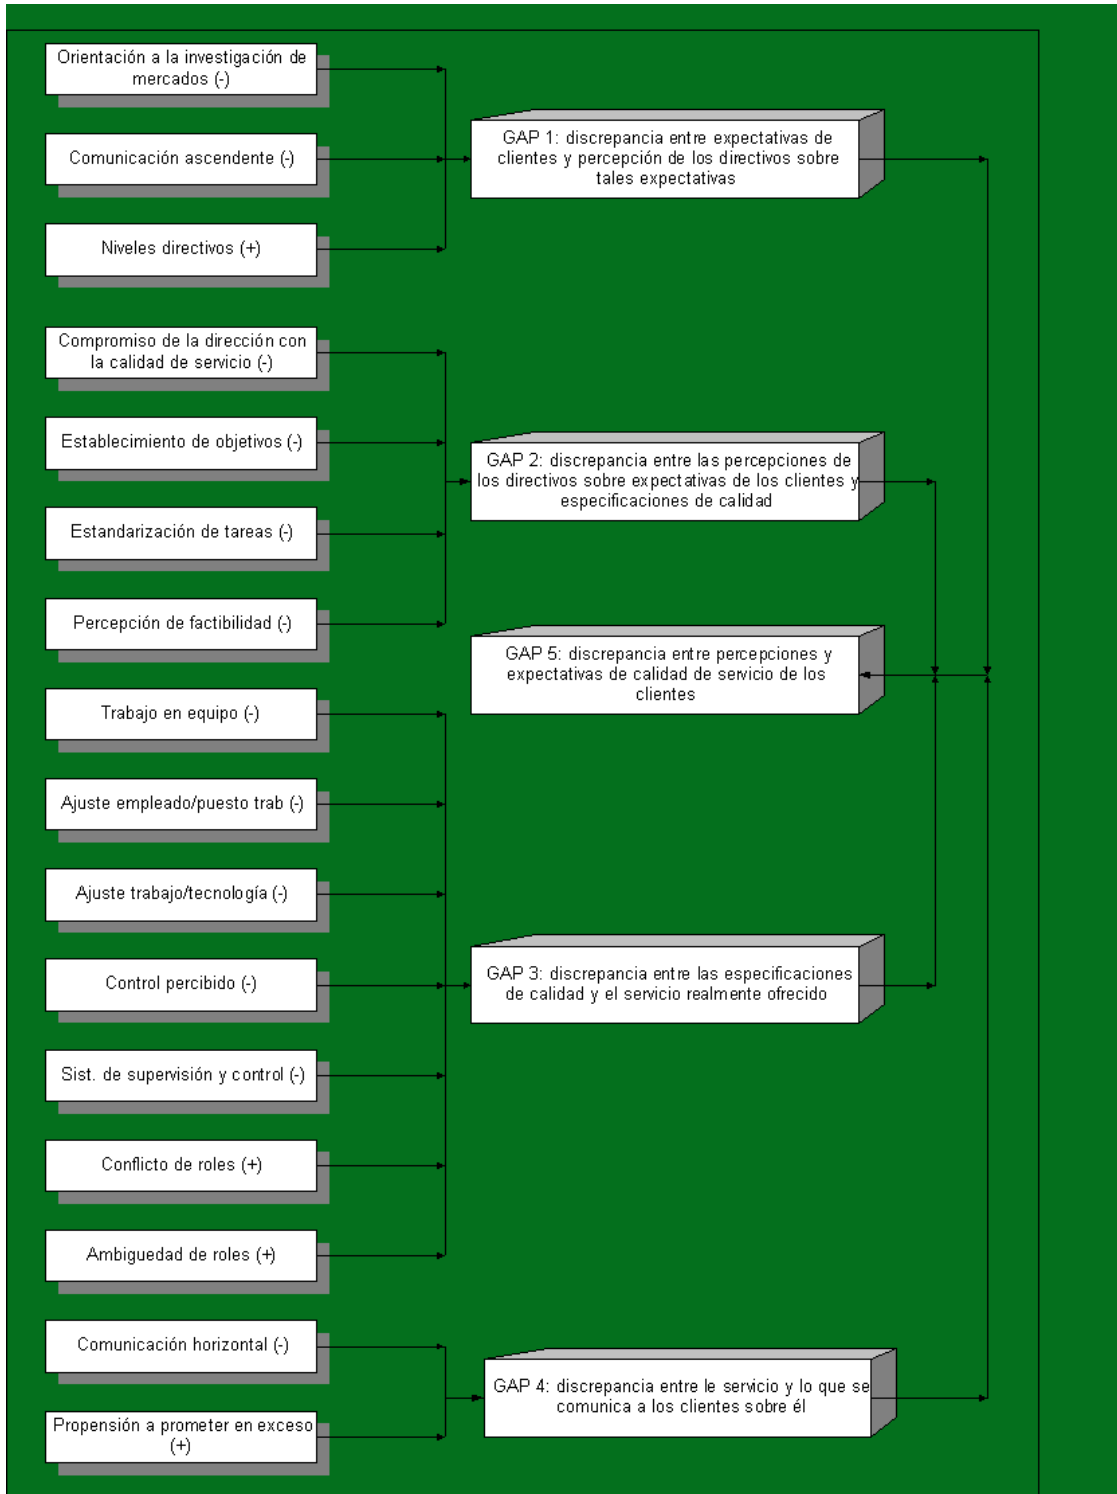 Orientación a la investigación de
mercados (-)
Comunicación ascendente (-)
Niveles directivos (+)
GAP 1: discrepancia entre expectativas de
clientes y percepción de los directivos sobre
tales expectativas
Compromiso de la dirección con
la calidad de servicio (-)
Establecimiento de objetivos (-)
Estandarización de tareas (-)
Percepción de factibilidad (-)
GAP 2: discrepancia entre las percepciones de
los directivos sobre expectativas de los clientes y
especificaciones de calidad
GAP 5: discrepancia entre percepciones y
expectativas de calidad de servicio de los
clientes
Trabajo en equipo (-)
Ajuste empleado/puesto trab (-)
Ajuste trabajo/tecnología (-)
Control percibido (-)
Sist. de supervisión y control (-)
Conflicto de roles (+)
Ambiguedad de roles (+)
GAP 3: discrepancia entre las especificaciones
de calidad y el servicio realmente ofrecido
Comunicación horizontal (-)
Propensión a prometer en exceso
(+)
GAP 4: discrepancia entre le servicio y lo que se
comunica a los clientes sobre él